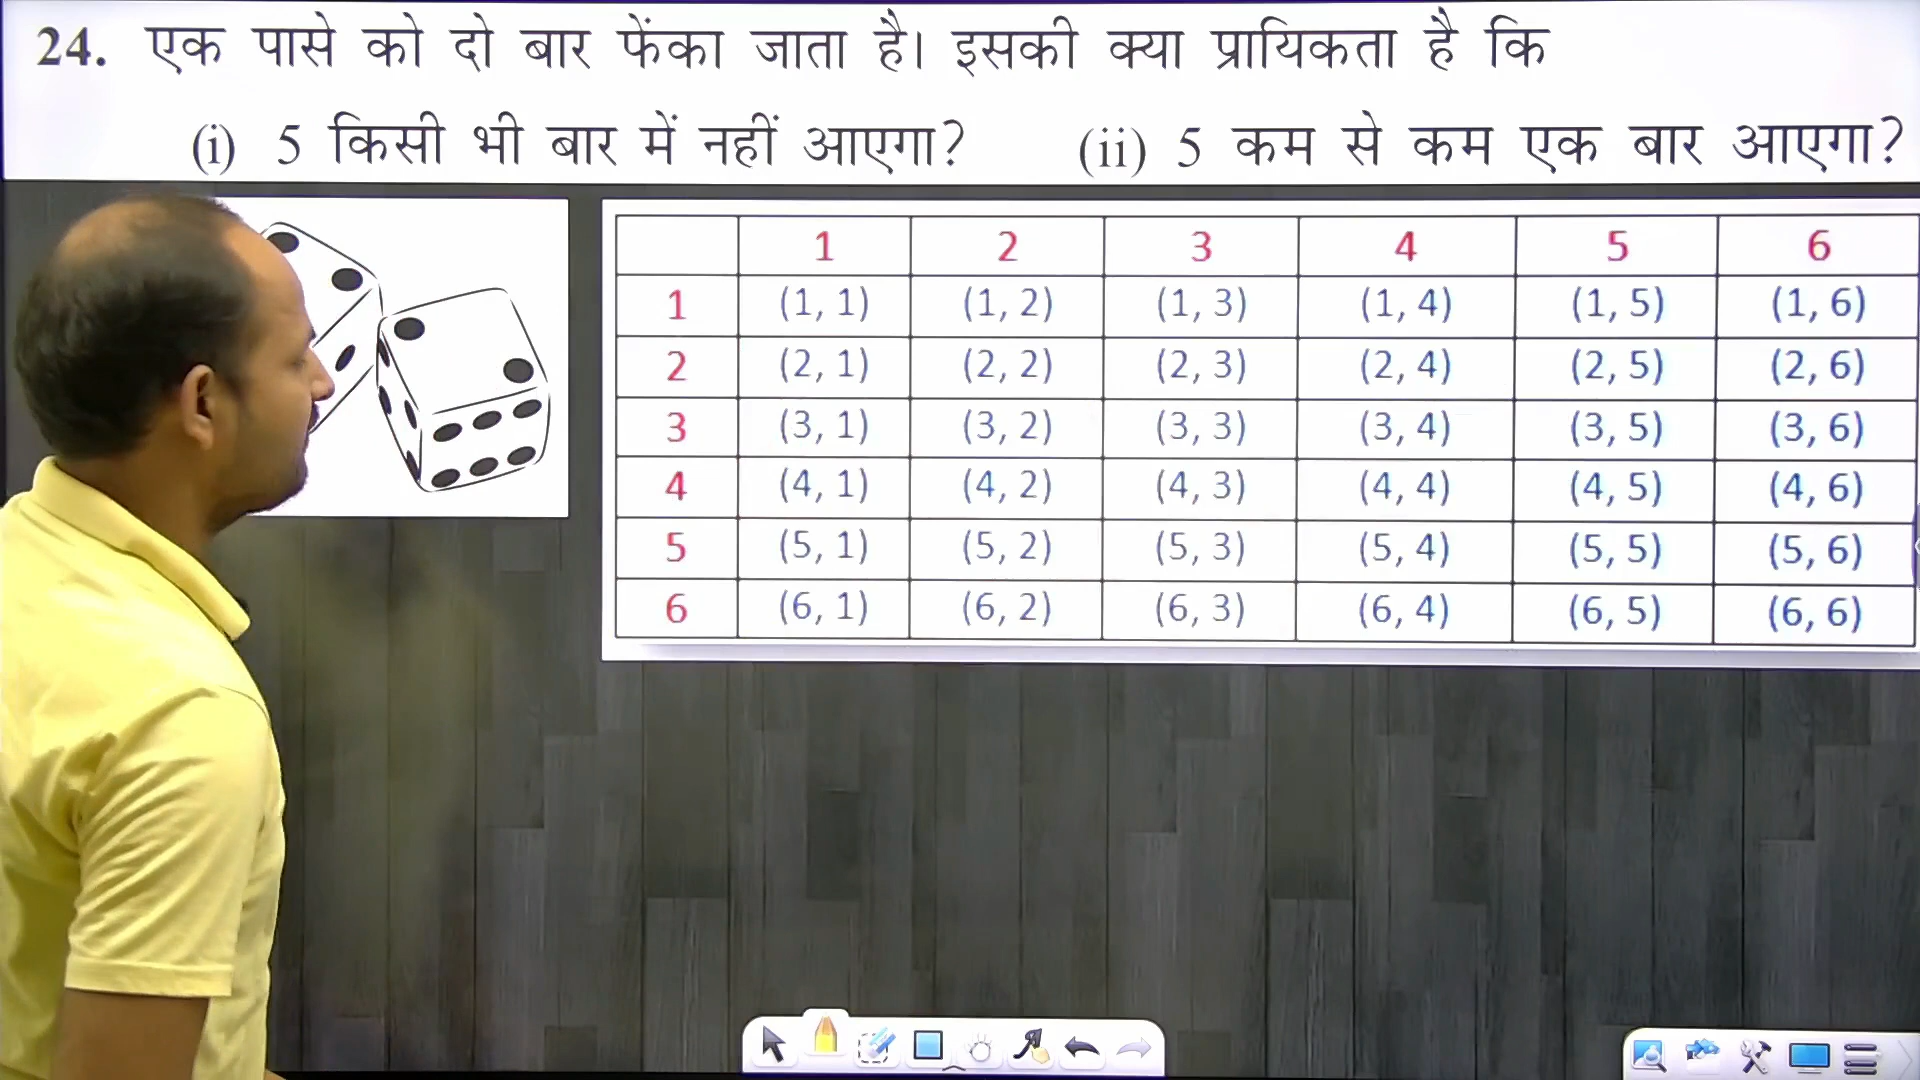 24. एक पासे को दो बार फेंका जाता है। इसकी क्या प्रायिकता है कि
(i) 5 किसी भी बार में नहीं आएगा? (ii) 5 कम से कम एक बार आएगा?
1 2 3 4 5 6
1 (1, 1) (1, 2) (1, 3) (1, 4) (1, 5) (1, 6)
2 (2, 1) (2, 2) (2, 3) (2, 4) (2, 5) (2, 6)
3 (3, 1) (3, 2) (3, 3) (3, 4) (3, 5) (3, 6)
4 (4, 1) (4, 2) (4, 3) (4, 4) (4, 5) (4, 6)
5 (5, 1) (5, 2) (5, 3) (5, 4) (5, 5) (5, 6)
6 (6, 1) (6, 2) (6, 3) (6, 4) (6, 5) (6, 6)